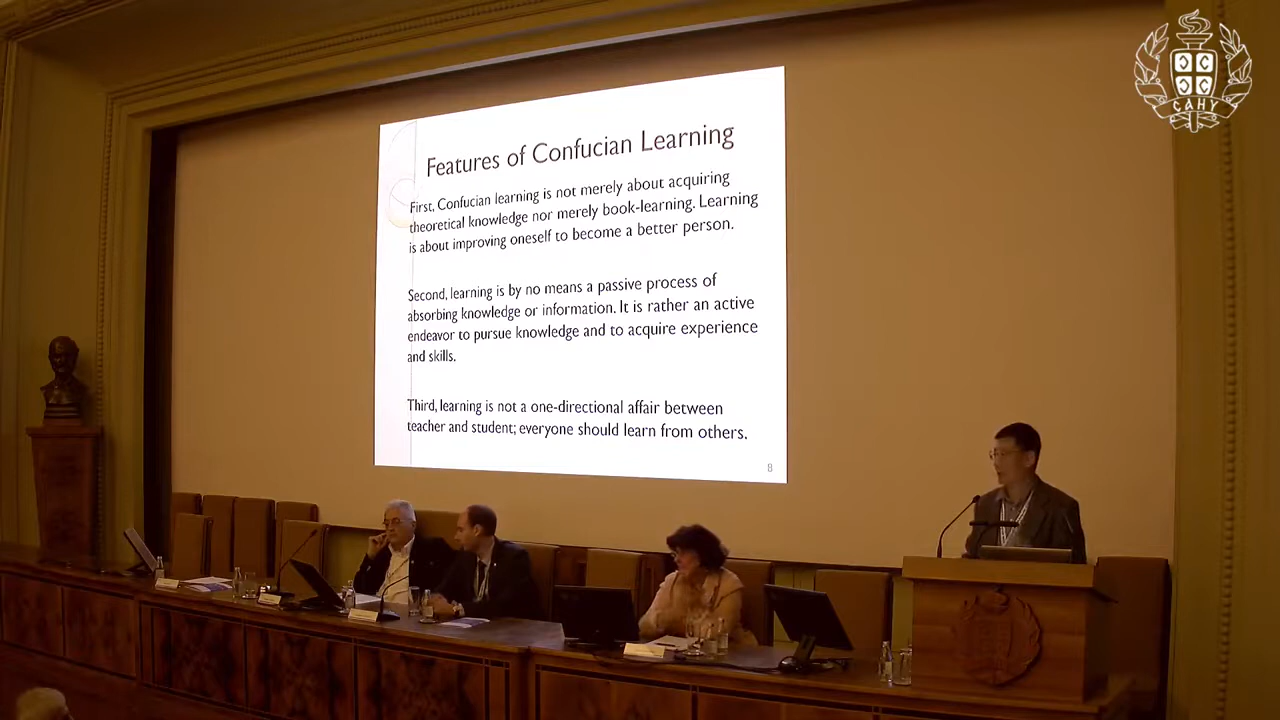 Features of Confucian Learning
First, Confucian learning is not merely about acquiring
theoretical knowledge nor merely book-learning. Learning
is about improving oneself to become a better person.
Second, learning is by no means a passive process of
absorbing knowledge or information. It is rather an active
endeavor to pursue knowledge and to acquire experience
and skills.
Third, learning is not a one-directional affair between
teacher and student; everyone should learn from others.
8
САНУ